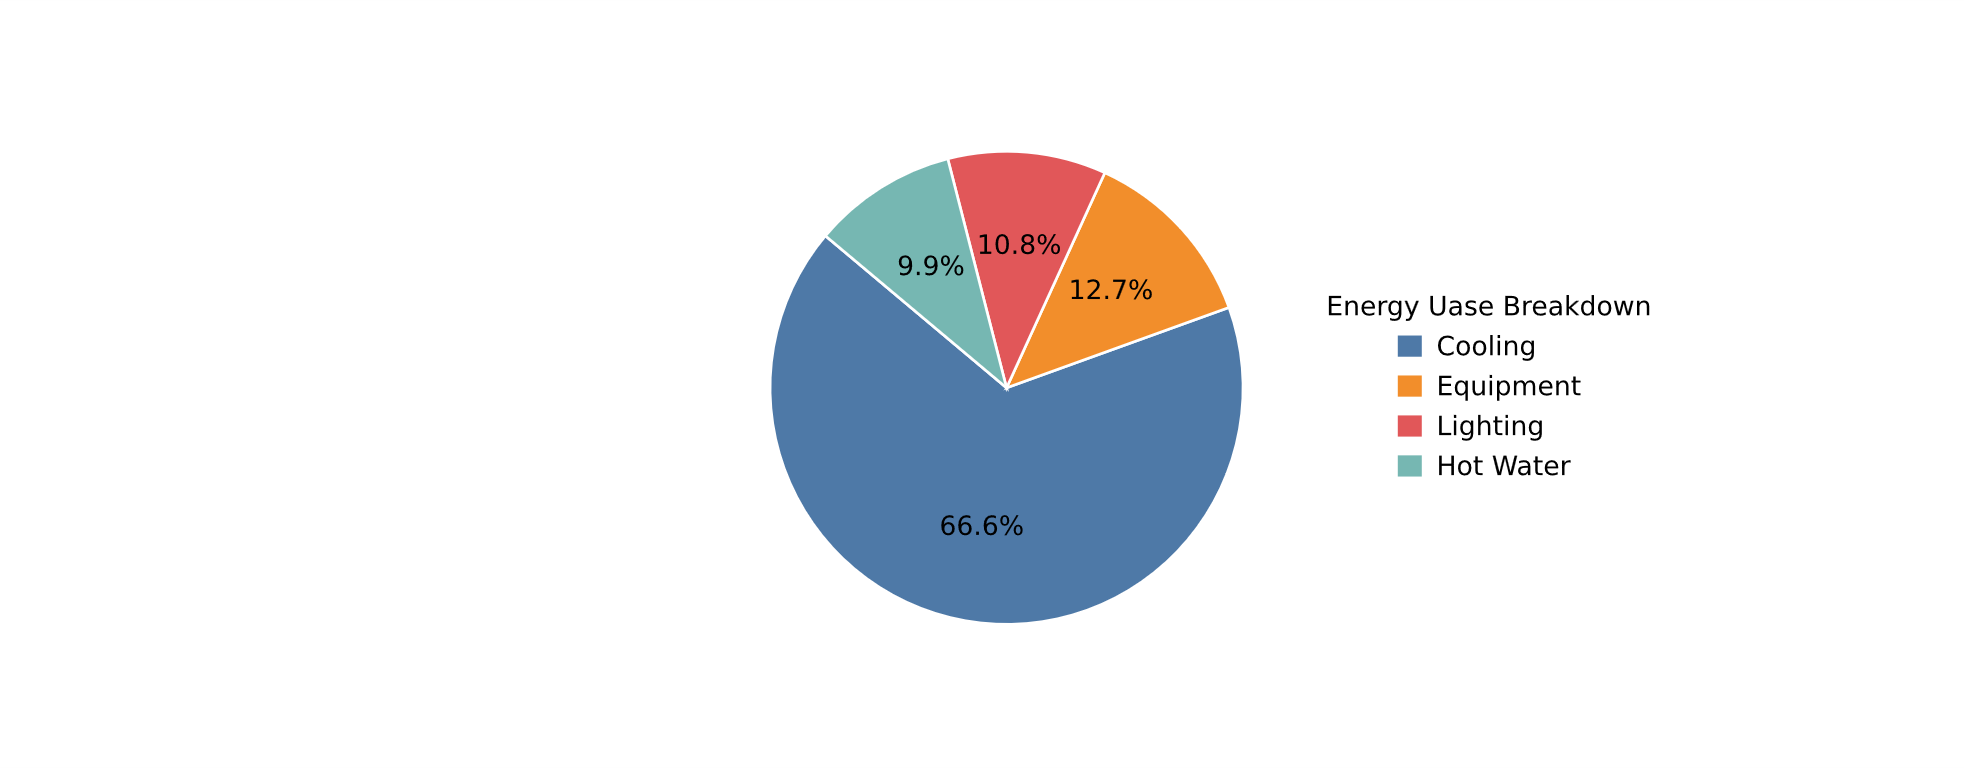 10.8%
9.9%
12.7%
66.6%
Energy Uase Breakdown
Cooling
Equipment
Lighting
Hot Water